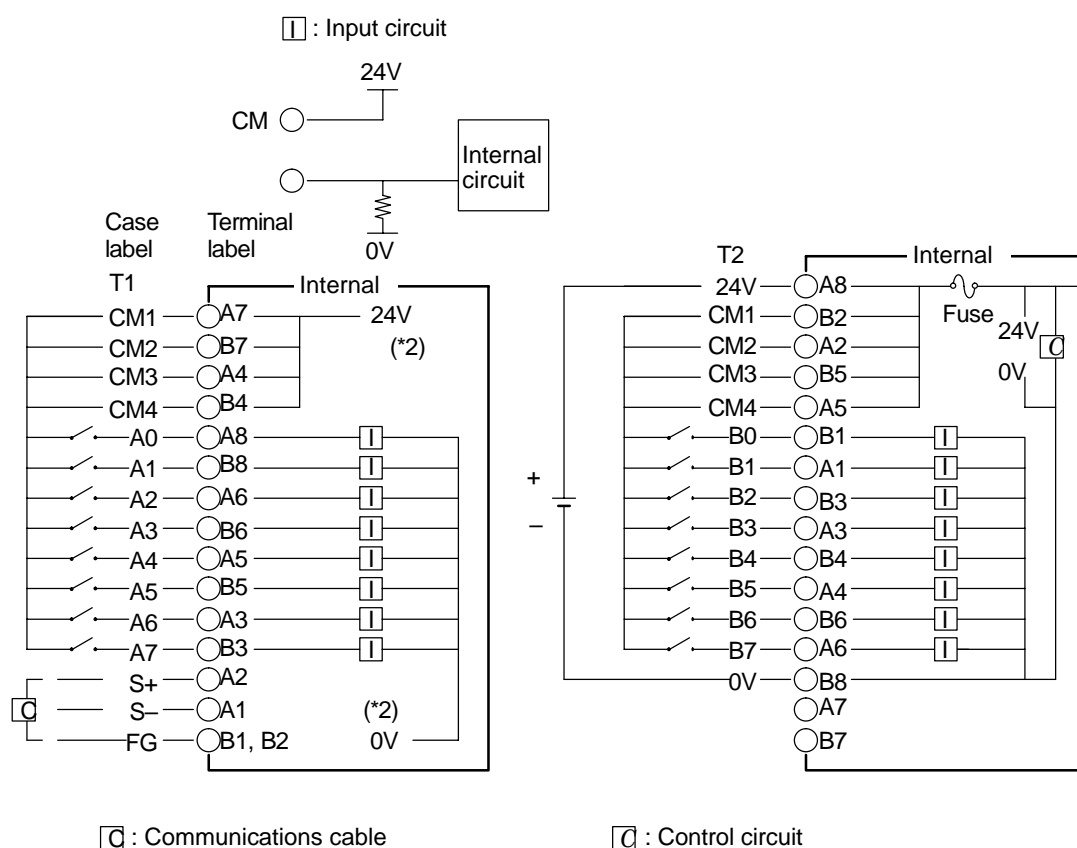 I : Input circuit
24V
CM
Internal
circuit
0V
Case
label
Terminal
label
T1
Internal
CM1 A7 24V
CM2 B7 (*2)
CM3 A4
CM4 B4
A0 A8 I
A1 B8 I
A2 A6 I
A3 B6 I
A4 A5 I
A5 B5 I
A6 A3 I
A7 B3 I
S+ A2
C S– A1 (*2)
FG B1, B2 0V
T2
Internal
24V A8
Fuse
CM1 B2 24V
CM2 A2 C
CM3 B5 0V
CM4 A5
B0 B1 I
B1 A1 I
+
B2 B3 I
–
B3 A3 I
B4 B4 I
B5 A4 I
B6 B6 I
B7 A6 I
0V B8
A7
B7
C : Communications cable
C : Control circuit